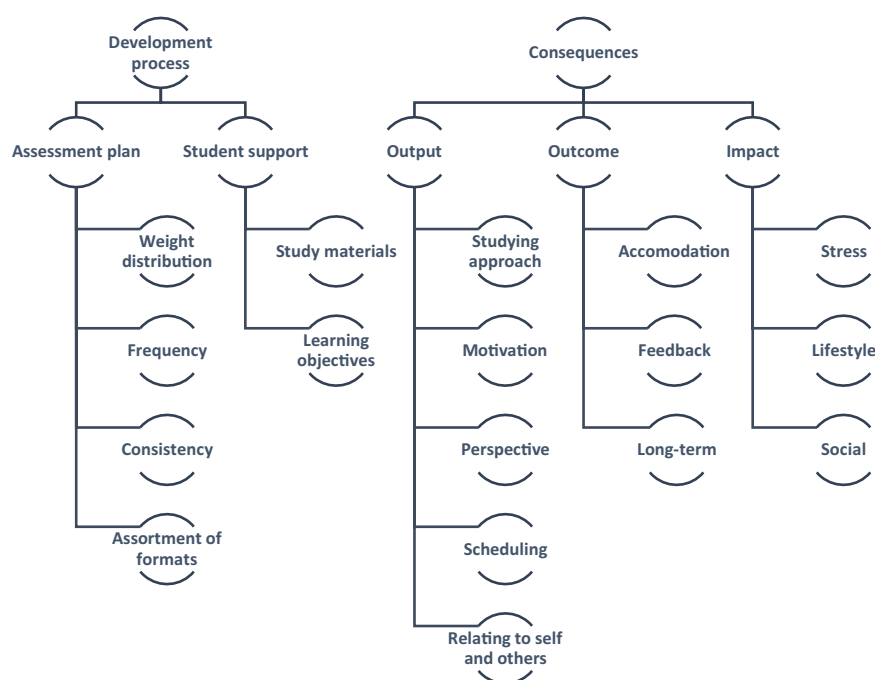 Development
process
Consequences
Assessment plan
Student support
Output
Outcome
Impact
Weight
distribution
Study materials
Studying
approach
Accomodation
Stress
Frequency
Learning
objectives
Motivation
Feedback
Lifestyle
Consistency
Perspective
Long-term
Social
Assortment of
formats
Scheduling
Relating to self
and others